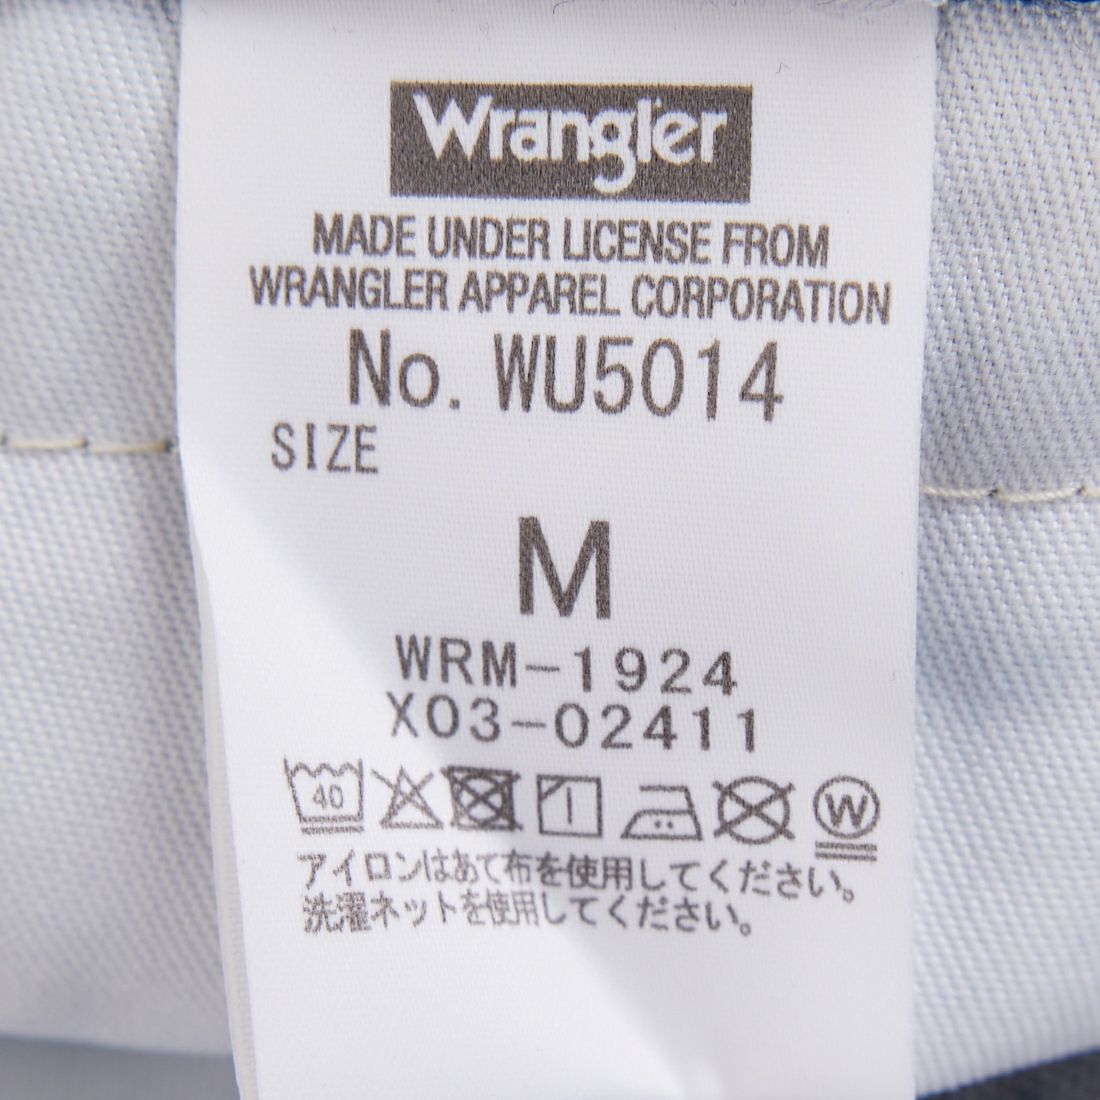 Wrangler
MADE UNDER LICENSE FROM
WRANGLER APPAREL CORPORATION
No. WU5014
SIZE
M
WRM-1924
X03-02411
40 W
アイロンはあて布を使用してください。
洗濯ネットを使用してください。